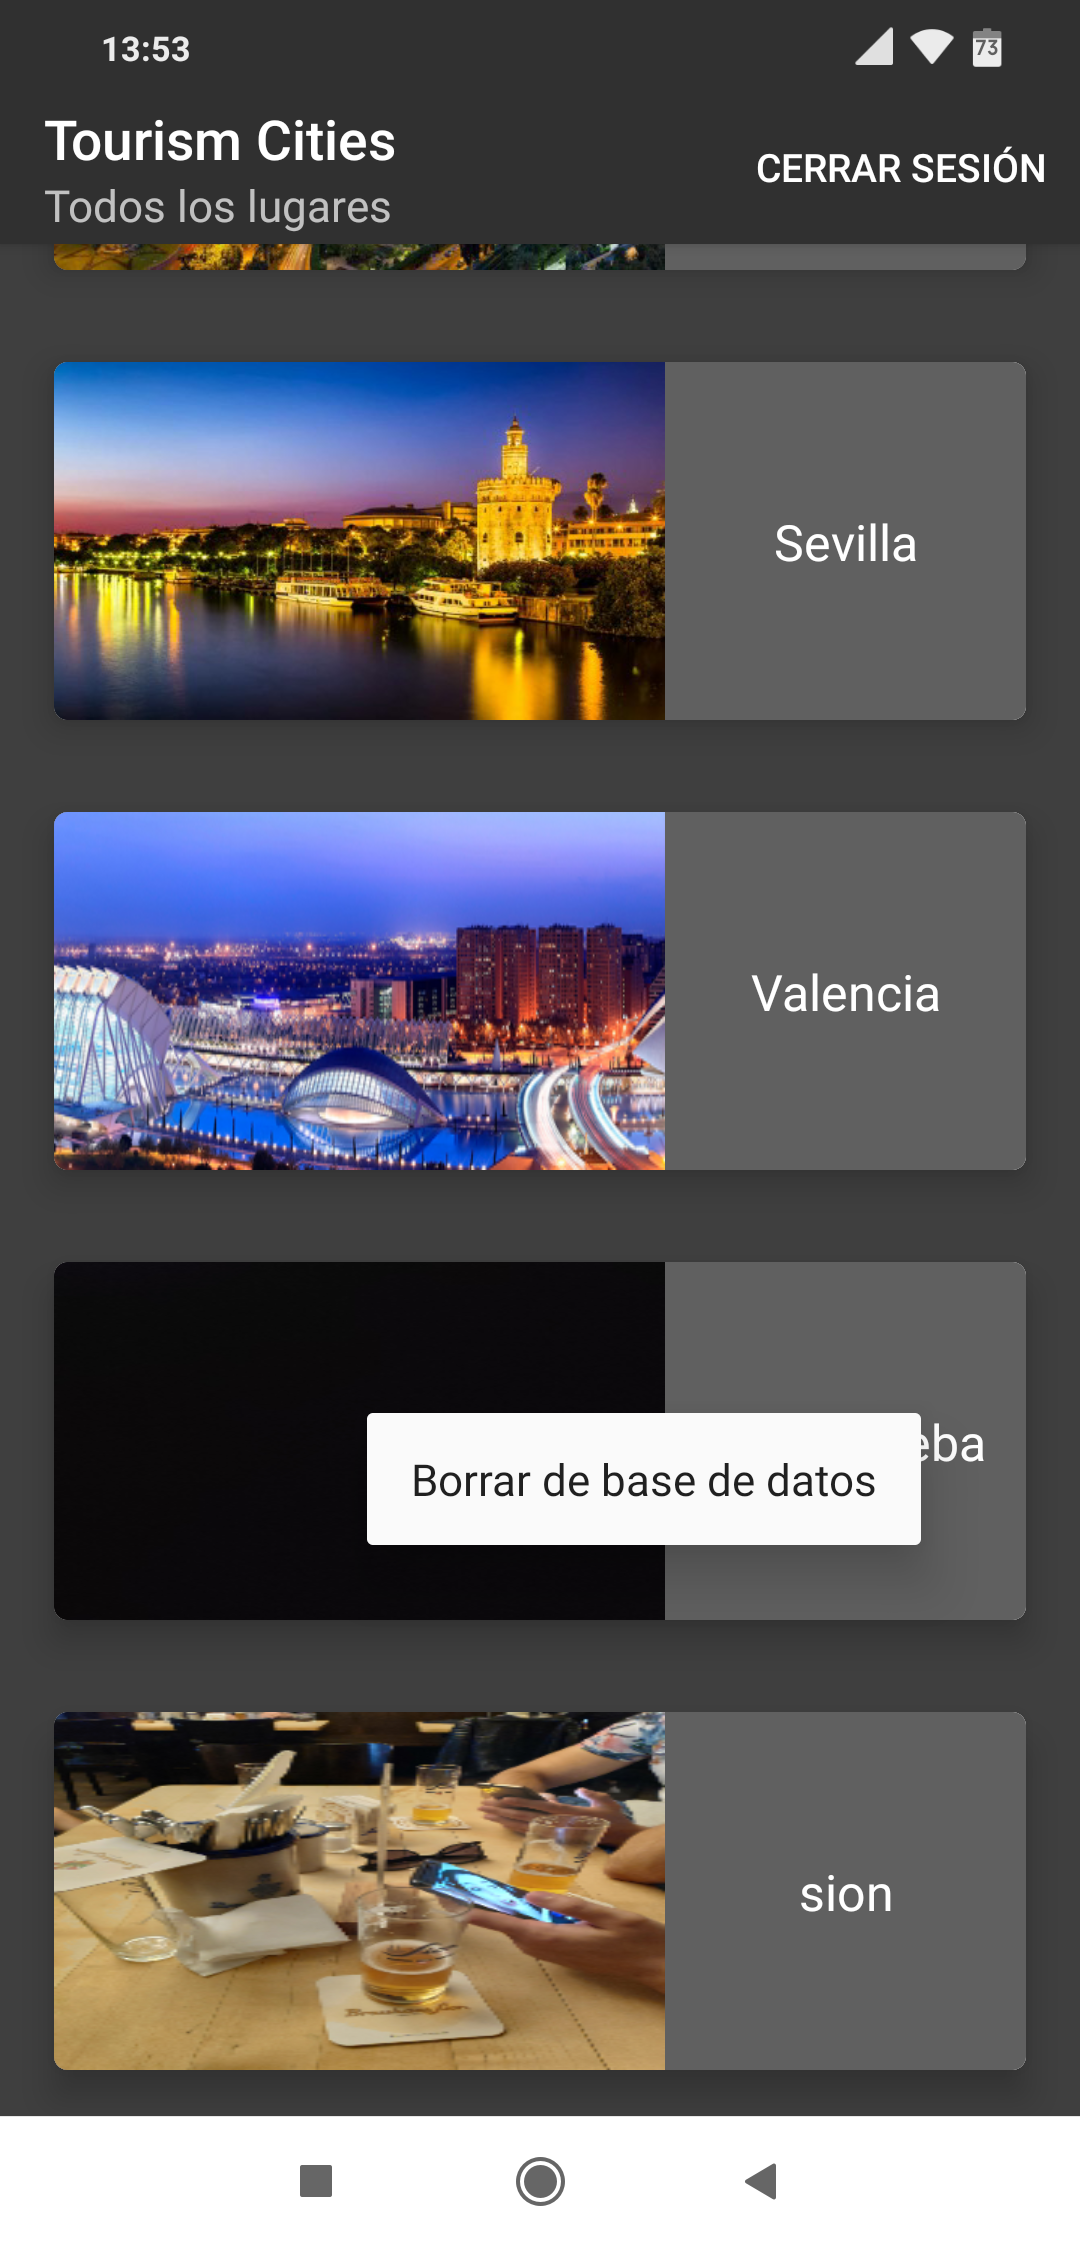 13:53
73
Tourism Cities
CERRAR SESIÓN
Todos los lugares
Sevilla
Valencia
eba
Borrar de base de datos
sion